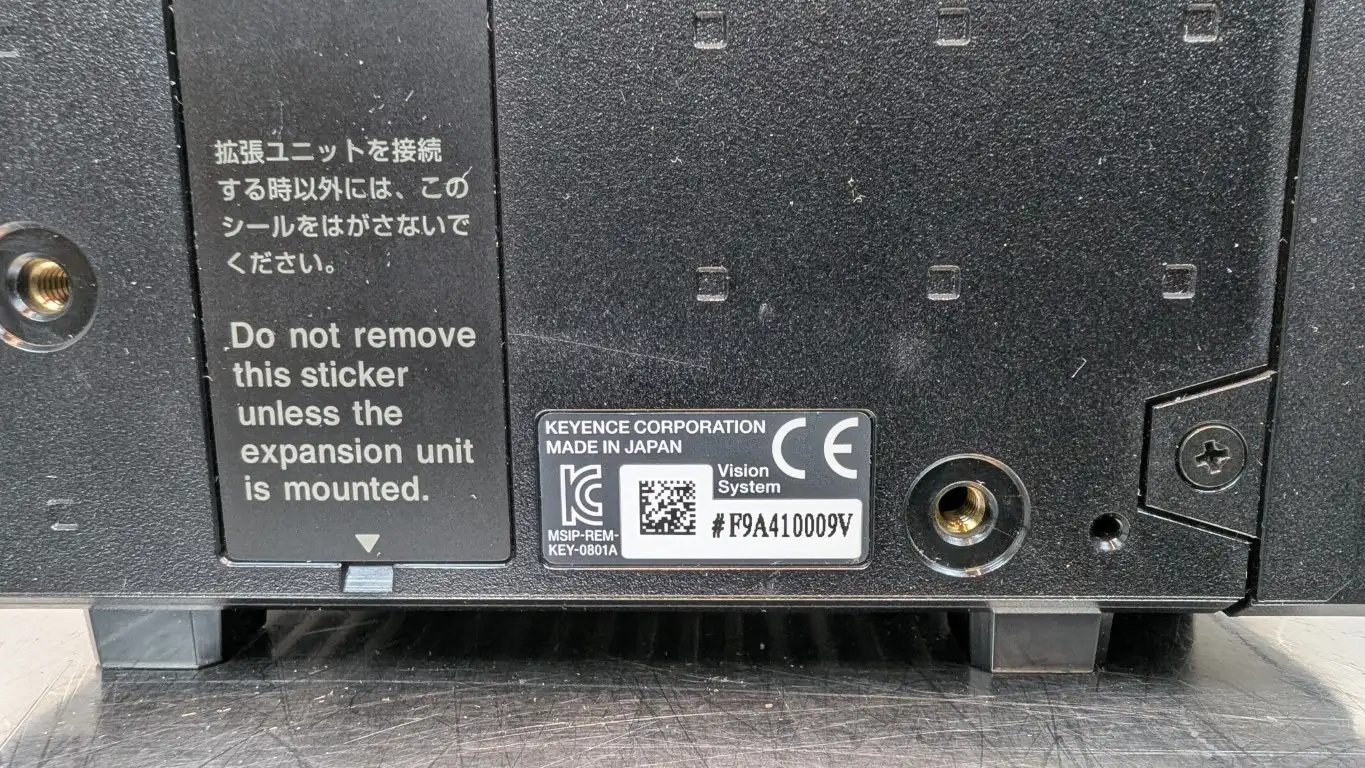 拡張ユニットを接続
する時以外には、この
シールをはがさないで
ください。
Do not remove
this sticker
unless the
expansion unit
is mounted.
KEYENCE CORPORATION
MADE IN JAPAN
CE
Vision
System
KC
MSIP-REM-
KEY-0801A
#F9A410009V